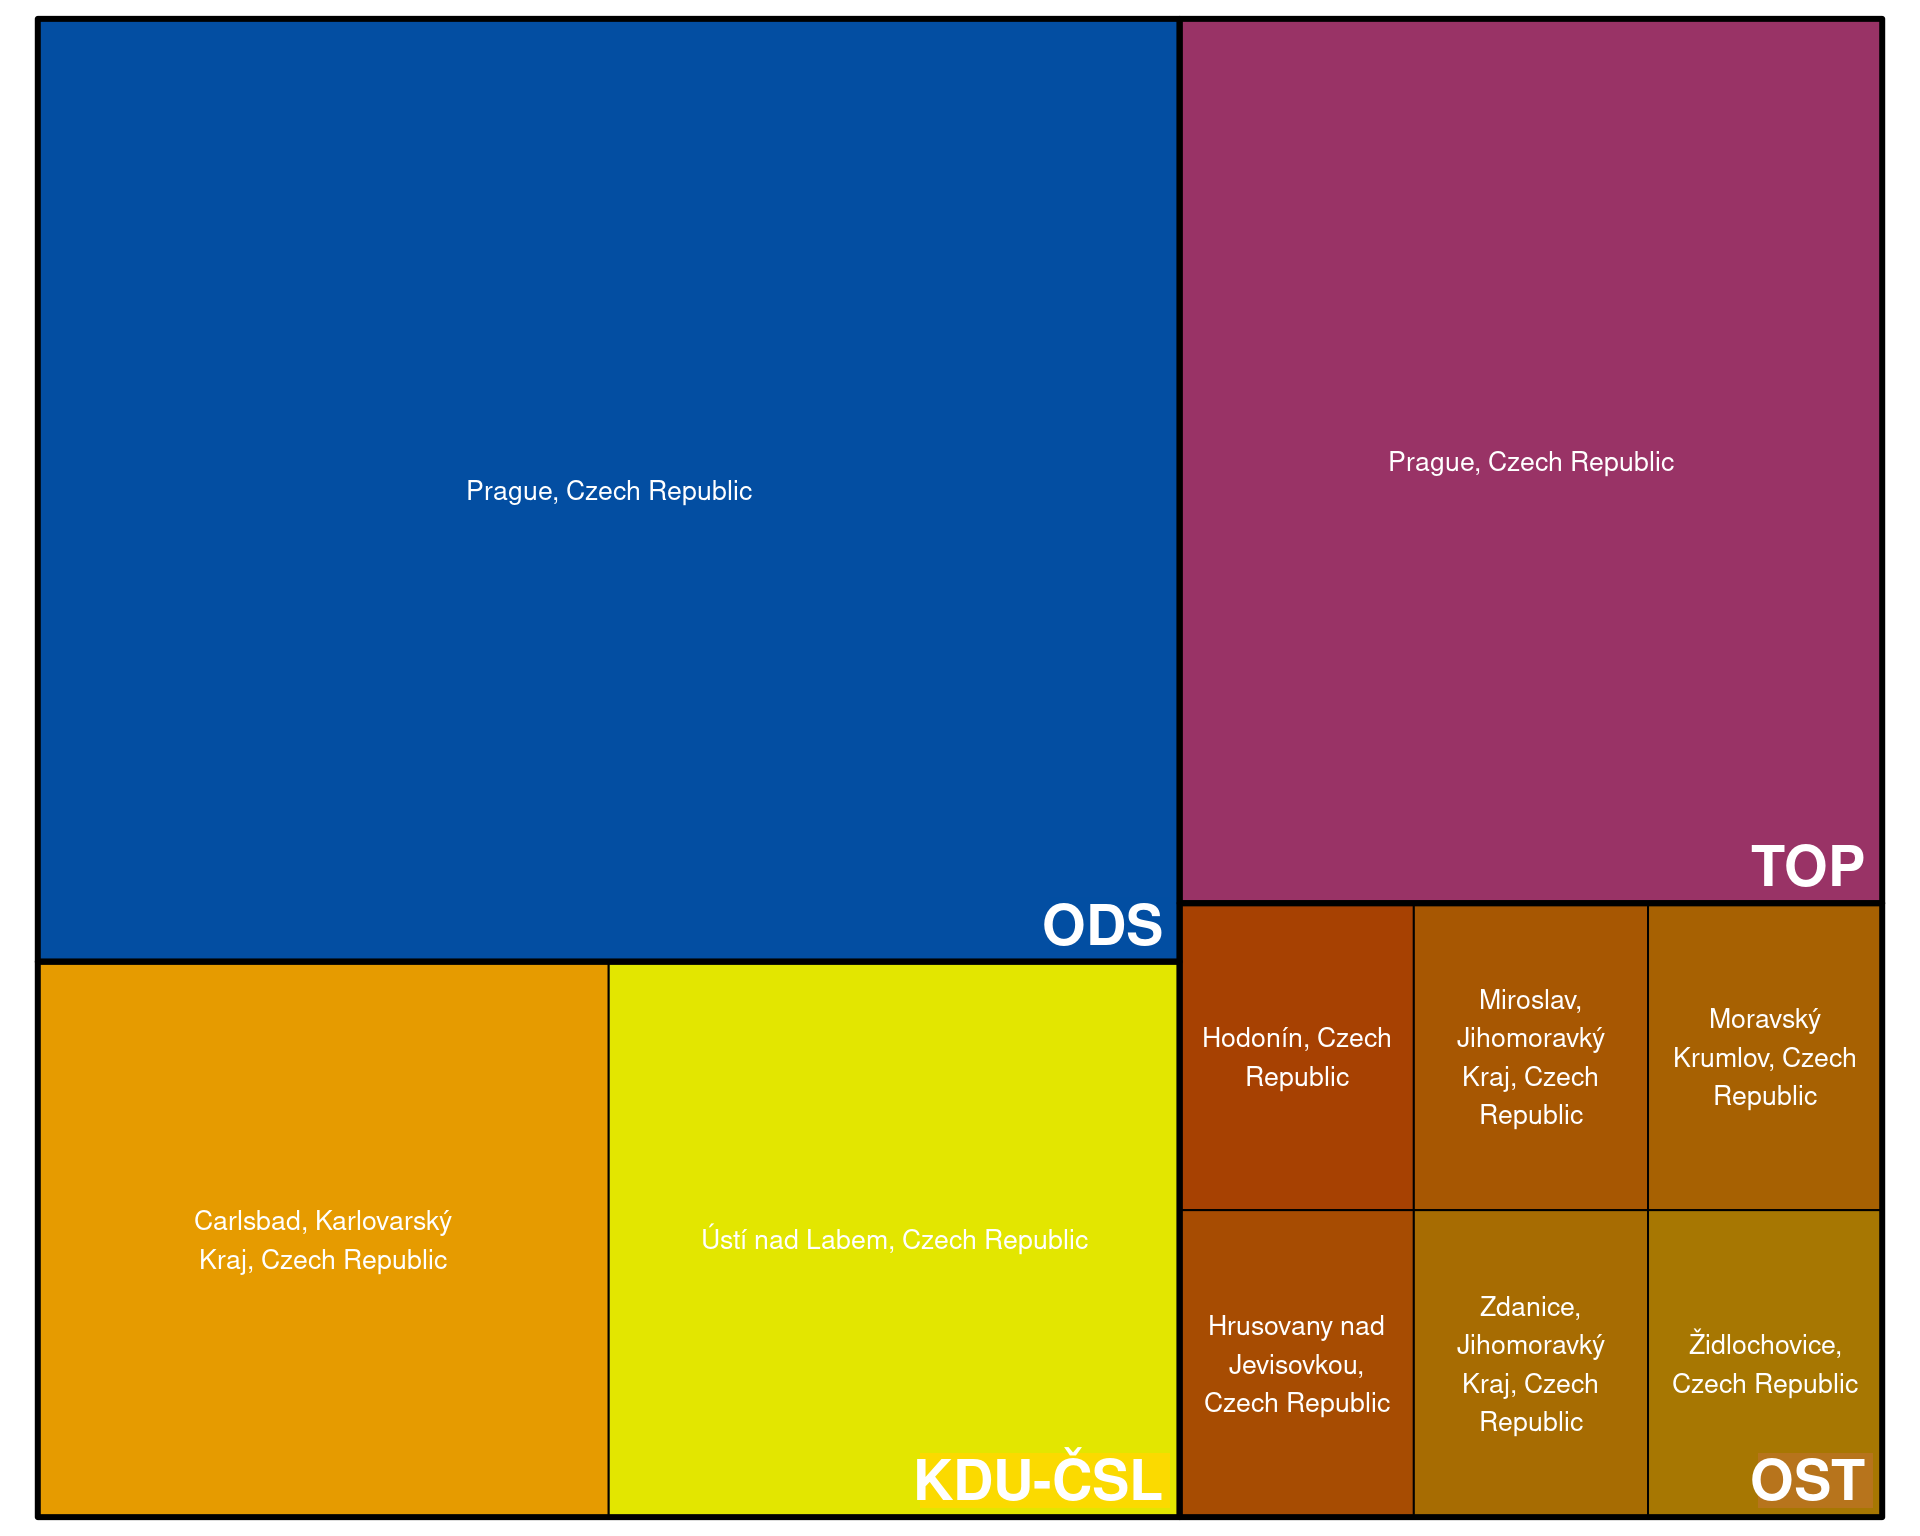 Prague, Czech Republic
ODS
Prague, Czech Republic
TOP
Carlsbad, Karlovarský
Kraj, Czech Republic
Ústí nad Labem, Czech Republic
KDU-ČSL
Hodonín, Czech
Republic
Miroslav,
Jihomoravký
Kraj, Czech
Republic
Moravský
Krumlov, Czech
Republic
Hrusovany nad
Jevisovkou,
Czech Republic
Zdanice,
Jihomoravký
Kraj, Czech
Republic
Židlochovice,
Czech Republic
OST